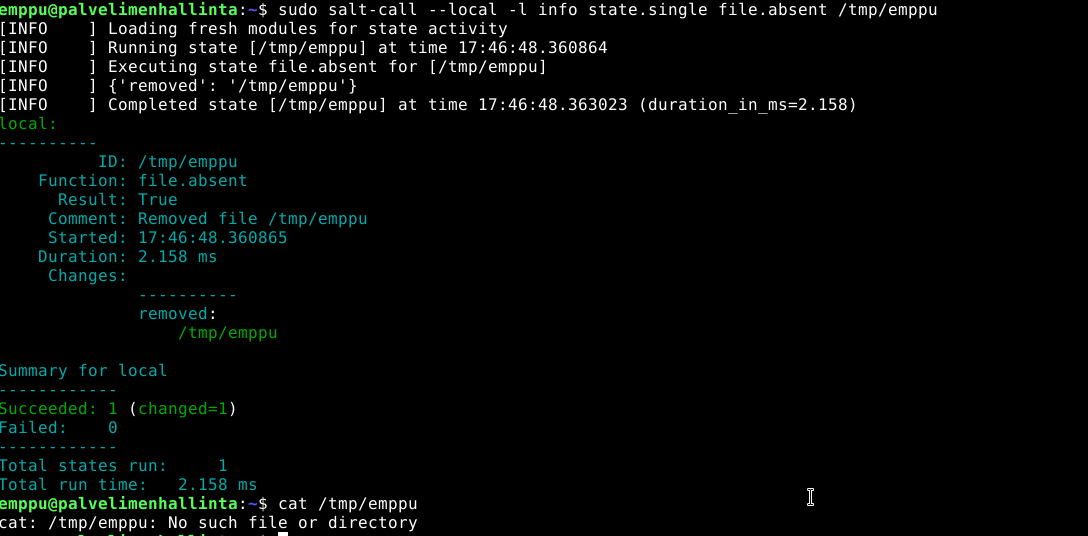 emppu@palvelimenhallinta:~$ sudo salt-call --local -l info state.single file.absent /tmp/emppu
[INFO    ] Loading fresh modules for state activity
[INFO    ] Running state [/tmp/emppu] at time 17:46:48.360864
[INFO    ] Executing state file.absent for [/tmp/emppu]
[INFO    ] {'removed': '/tmp/emppu'}
[INFO    ] Completed state [/tmp/emppu] at time 17:46:48.363023 (duration_in_ms=2.158)
local:
----------
          ID: /tmp/emppu
    Function: file.absent
      Result: True
     Comment: Removed file /tmp/emppu
     Started: 17:46:48.360865
    Duration: 2.158 ms
     Changes:
              ----------
              removed:
                  /tmp/emppu

Summary for local
------------
Succeeded: 1 (changed=1)
Failed:    0
------------
Total states run:     1
Total run time:   2.158 ms
emppu@palvelimenhallinta:~$ cat /tmp/emppu
cat: /tmp/emppu: No such file or directory